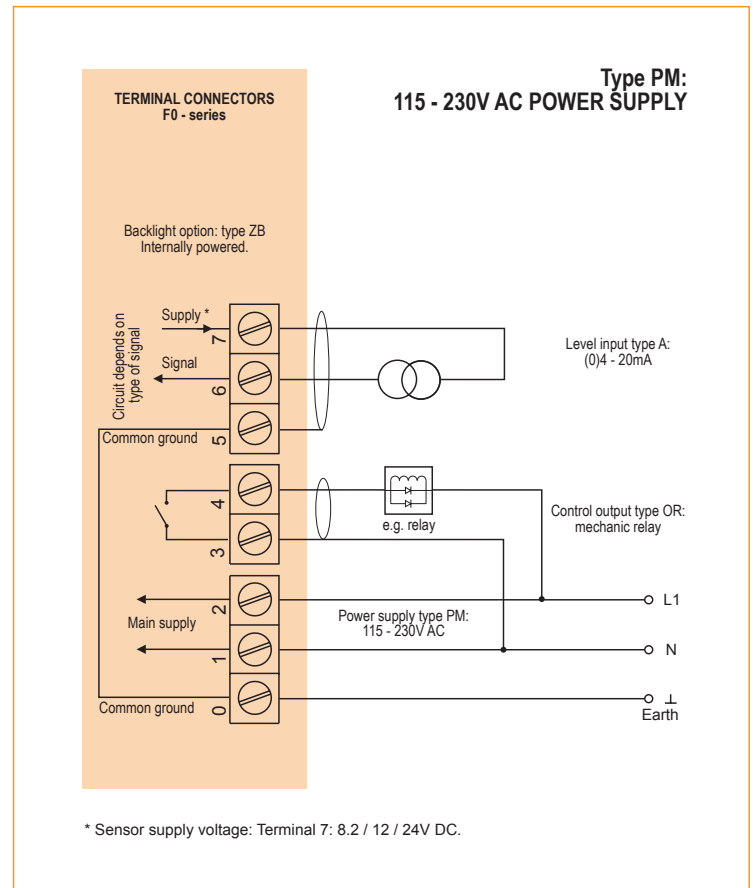 Type PM:
115 - 230V AC POWER SUPPLY
TERMINAL CONNECTORS
F0 - series
Backlight option: type ZB
Internally powered.
Circuit depends on
type of signal
Supply *
7
Signal
6
Common ground
5
Level input type A:
(0)4 - 20mA
4
3
e.g. relay
Control output type OR:
mechanic relay
2
Main supply
1
Power supply type PM:
115 - 230V AC
L1
N
Common ground
0
Earth
* Sensor supply voltage: Terminal 7: 8.2 / 12 / 24V DC.